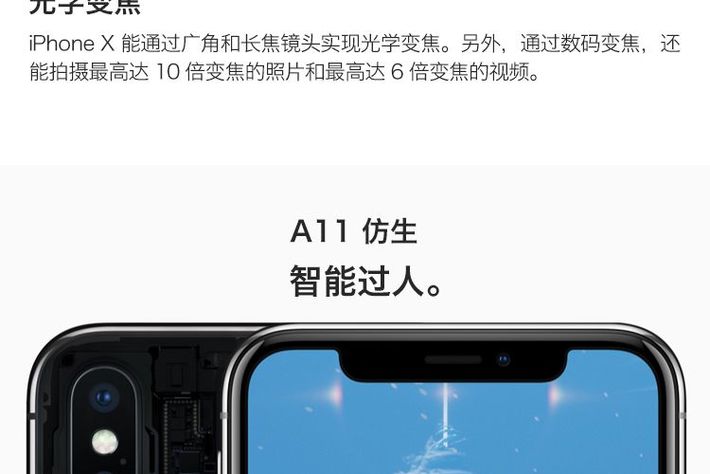 光学变焦
iPhone X 能通过广角和长焦镜头实现光学变焦。另外，通过数码变焦，还
能拍摄最高达 10 倍变焦的照片和最高达 6 倍变焦的视频。
A11 仿生
智能过人。